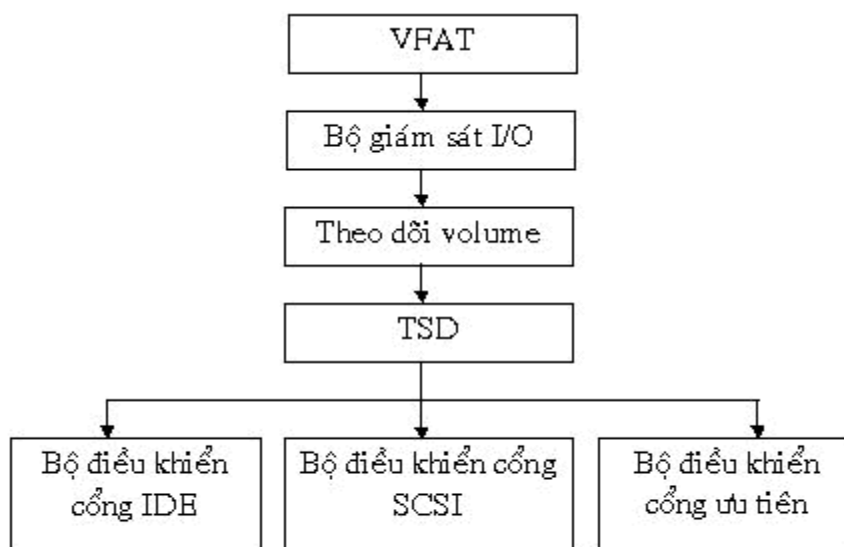 VFAT
Bộ giám sát I/O
Theo dõi volume
TSD
Bộ điều khiển
cổng IDE
Bộ điều khiển cổng
SCSI
Bộ điều khiển
cổng ưu tiên